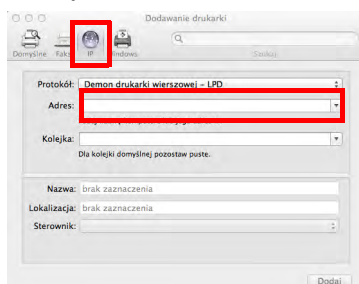 Dodawanie drukarki
Domyślne Faks IP Windows Szukaj
Protokół: Demon drukarki wierszowej – LPD
Adres:
Kolejka:
Dla kolejki domyślnej pozostaw puste.
Nazwa: brak zaznaczenia
Lokalizacja: brak zaznaczenia
Sterownik:
Dodaj